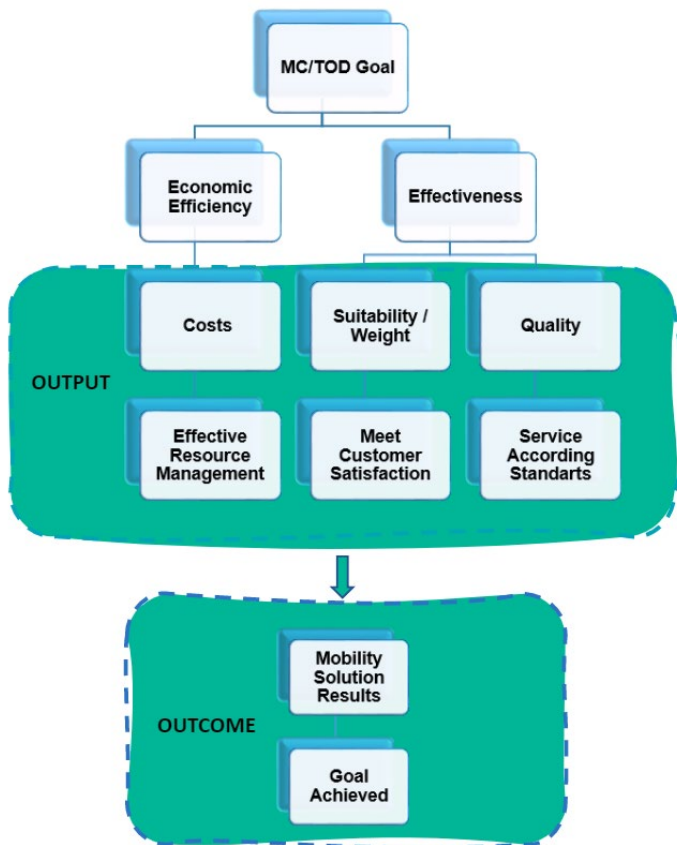 MC/TOD Goal
Economic
Efficiency
Effectiveness
Costs
Suitability /
Weight
Quality
OUTPUT
Effective
Resource
Management
Meet
Customer
Satisfaction
Service
According
Standarts
Mobility
Solution
Results
OUTCOME
Goal
Achieved